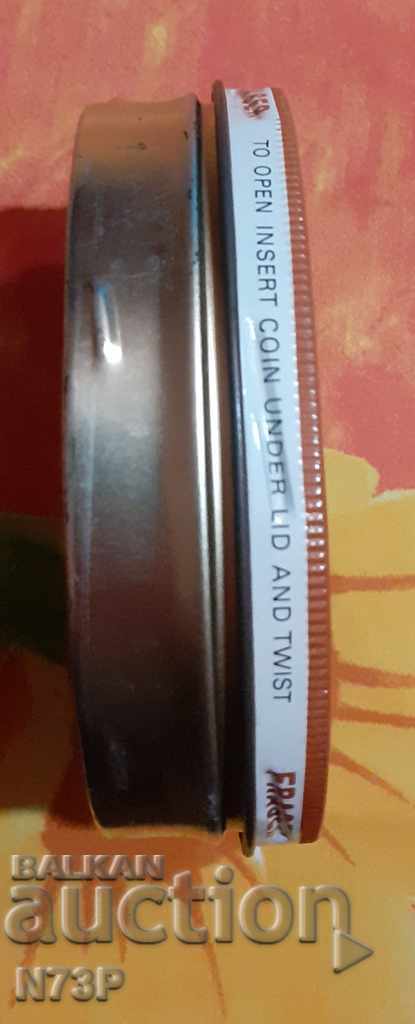 TO OPEN INSERT COIN UNDER LID AND TWIST
BALKAN
auction
N73P